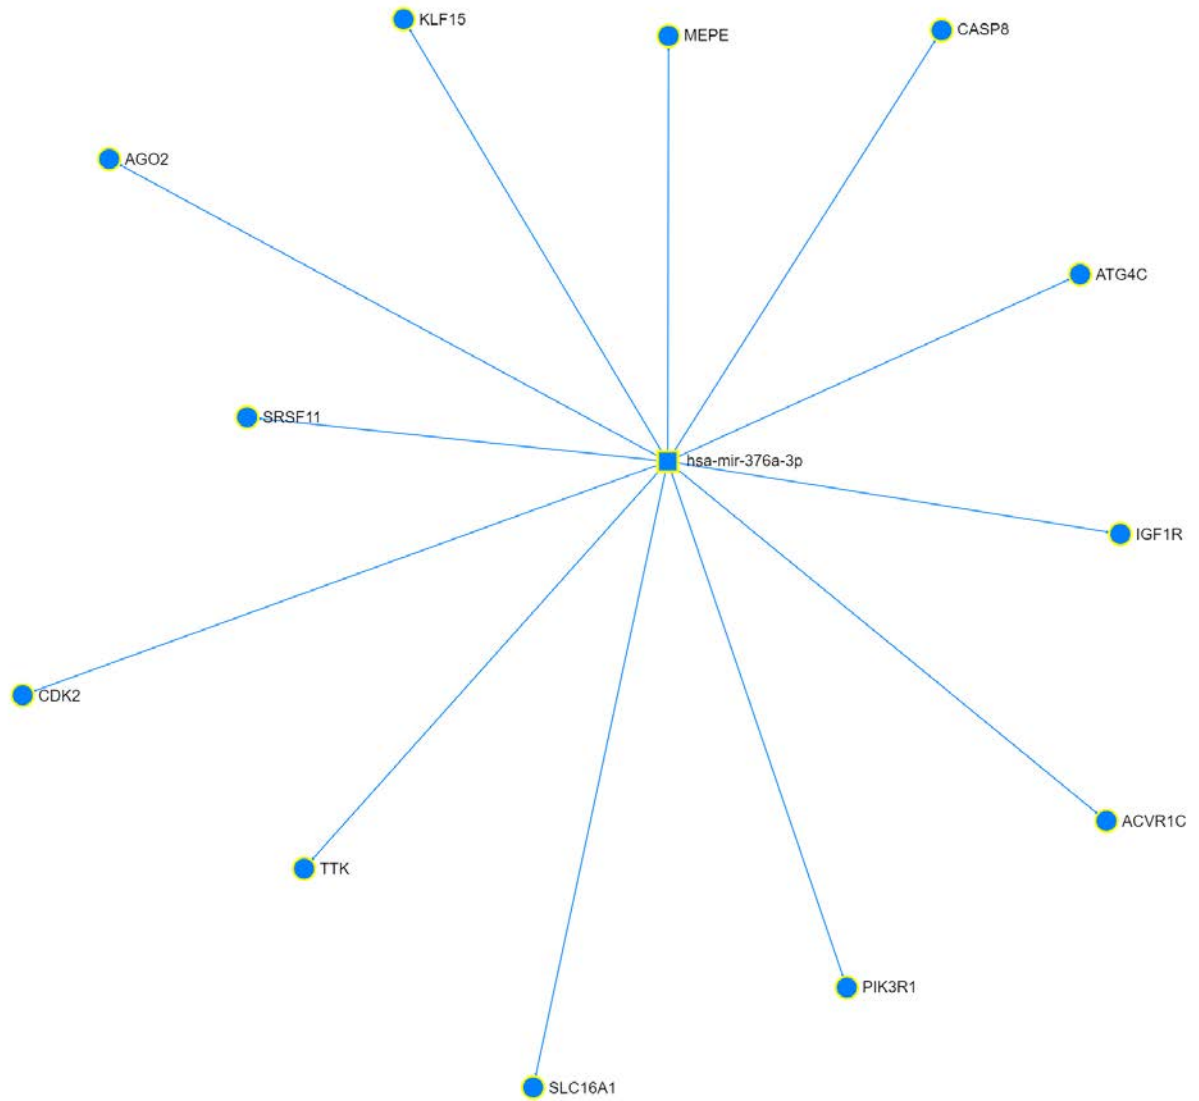 KLF15
MEPE
CASP8
AGO2
ATG4C
SRSF11
hsa-mir-376a-3p
IGF1R
CDK2
ACVR1C
TTK
PIK3R1
SLC16A1